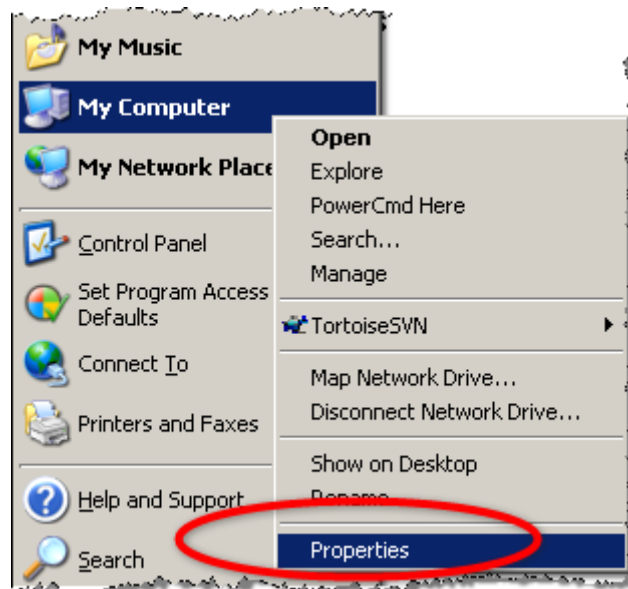 My Music
My Computer
My Network Place
Control Panel
Set Program Access
Defaults
Connect To
Printers and Faxes
Help and Support
Search
Open
Explore
PowerCmd Here
Search...
Manage
TortoiseSVN
Map Network Drive...
Disconnect Network Drive...
Show on Desktop
Rename
Properties